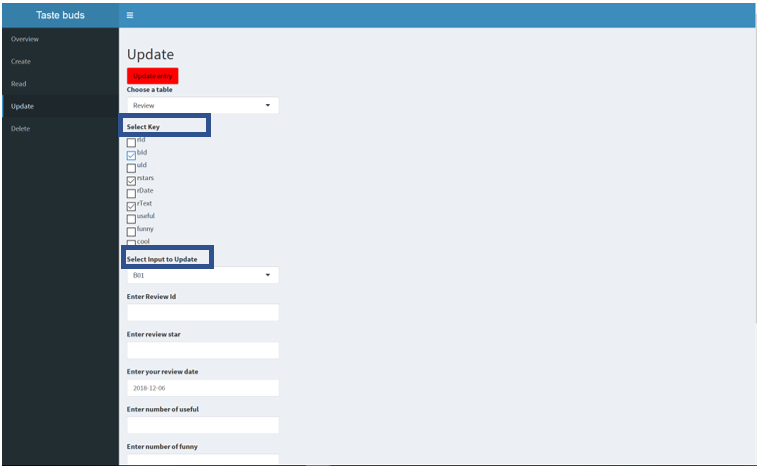 Taste buds
Overview
Create
Read
Update
Delete
Update
Update entry
Choose a table
Review
Select Key
rId
bId
uId
rstars
rDate
rText
useful
funny
cool
Select Input to Update
B01
Enter Review Id
Enter review star
Enter your review date
2018-12-06
Enter number of useful
Enter number of funny